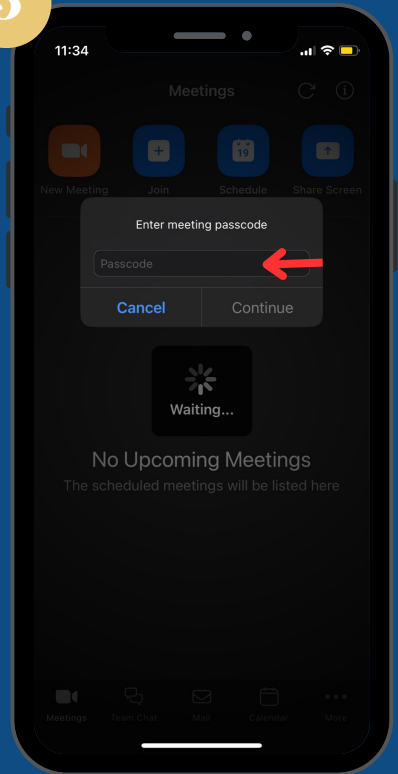 11:34
Meetings
New Meeting Join Schedule Share Screen
19
Enter meeting passcode
Passcode
Cancel Continue
Waiting...
No Upcoming Meetings
The scheduled meetings will be listed here
Meetings Team Chat Mail Calendar More